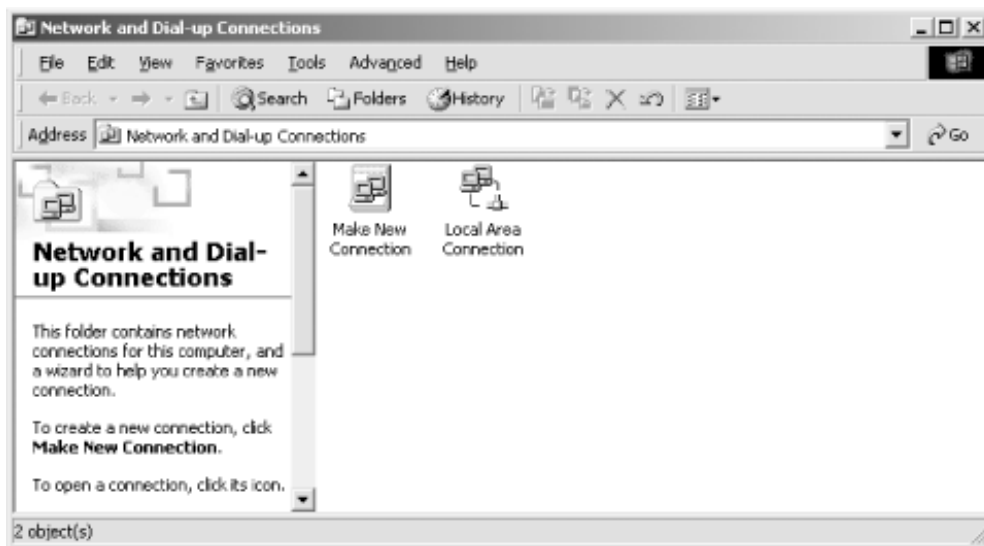 Network and Dial-up Connections
File Edit View Favorites Tools Advanced Help
Back Search Folders History
Address Network and Dial-up Connections Go
Make New
Connection
Local Area
Connection
Network and Dial-
up Connections
This folder contains network
connections for this computer, and
a wizard to help you create a new
connection.
To create a new connection, click
Make New Connection.
To open a connection, click its icon.
2 object(s)